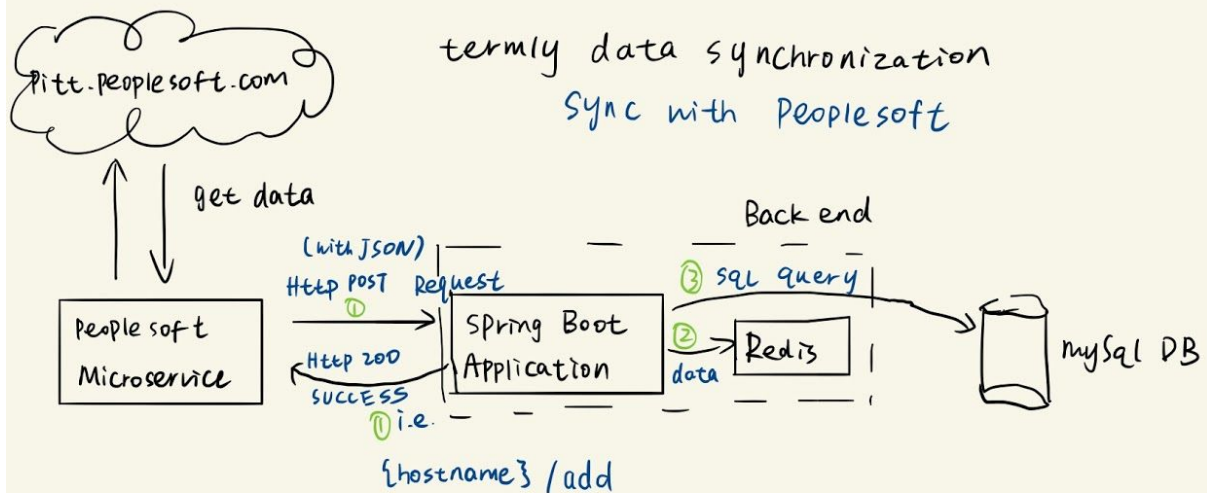 termly data synchronization
Sync with Peoplesoft
Pitt.peoplesoft.com
get data
Back end
(with JSON)
Http POST Request
①
③ sql query
People soft
Microservice
Spring Boot
Application
②
data
Redis
mySql DB
Http 200
SUCCESS
① i.e.
{hostname} /add